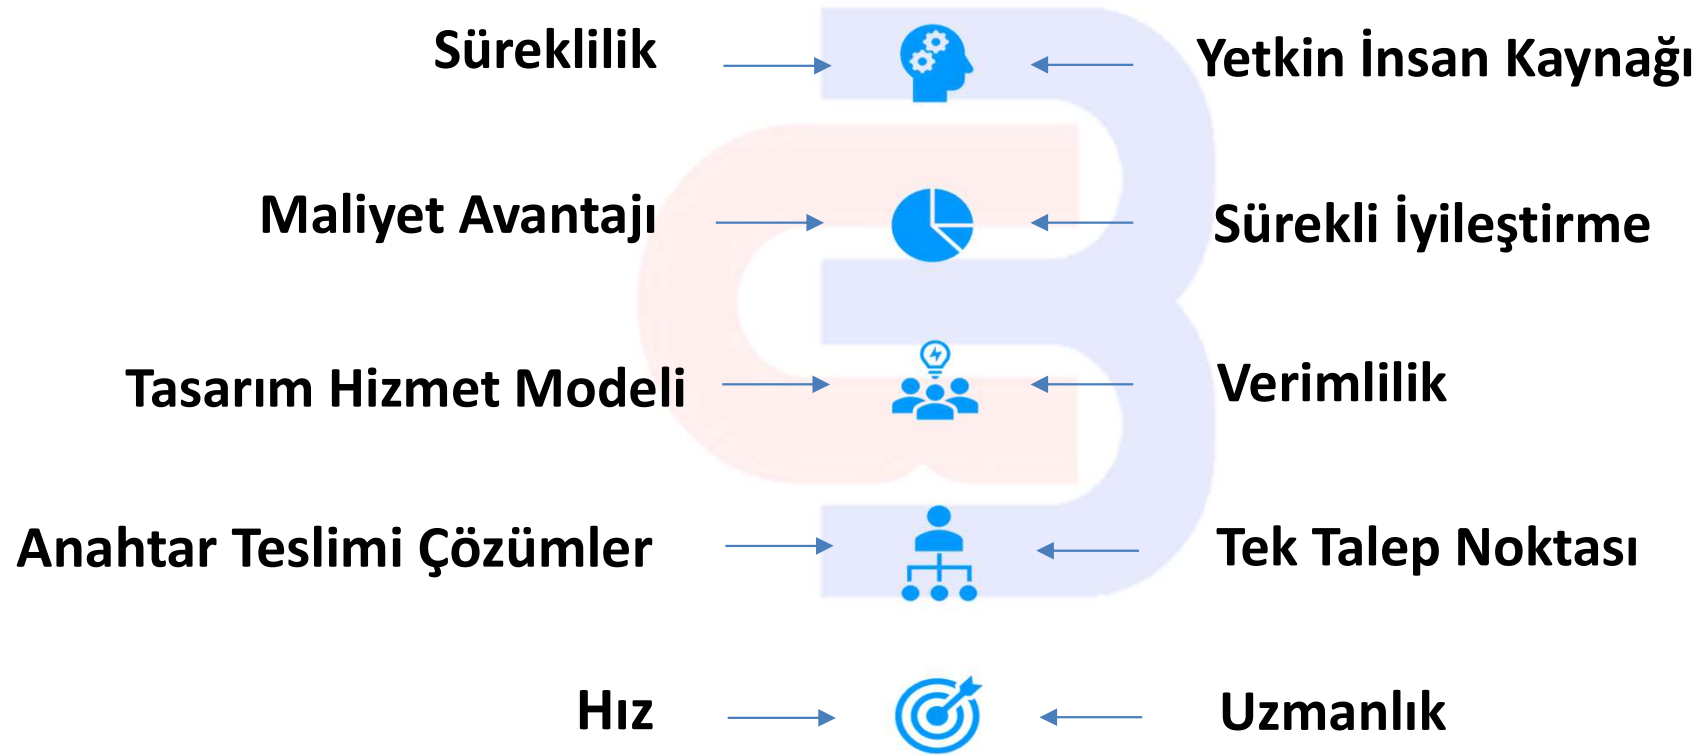 Süreklilik
Yetkin İnsan Kaynağı
Maliyet Avantajı
Sürekli İyileştirme
Tasarım Hizmet Modeli
Verimlilik
Anahtar Teslimi Çözümler
Tek Talep Noktası
Hız
Uzmanlık